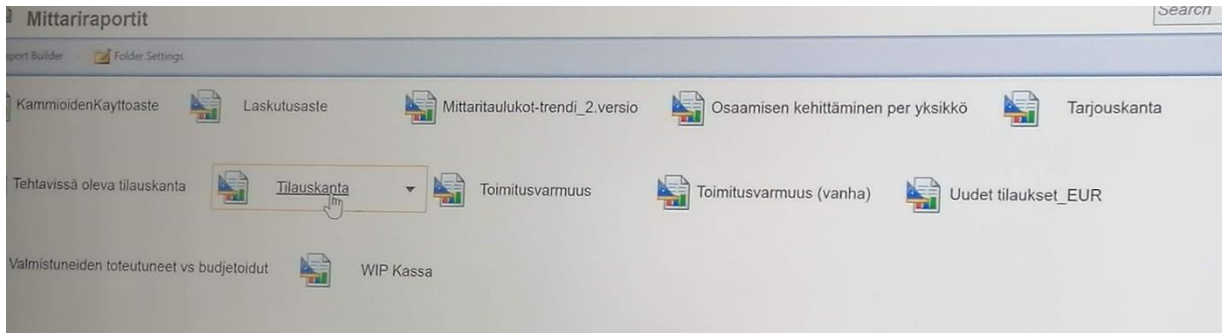 Mittariraportit
Search
Report Builder Folder Settings
KammioidenKayttoaste Laskutusaste Mittaritaulukot-trendi_2.versio Osaamisen kehittäminen per yksikkö Tarjouskanta
Tehtavissä oleva tilauskanta Tilauskanta Toimitusvarmuus Toimitusvarmuus (vanha) Uudet tilaukset_EUR
Valmistuneiden toteutuneet vs budjetoidut WIP Kassa